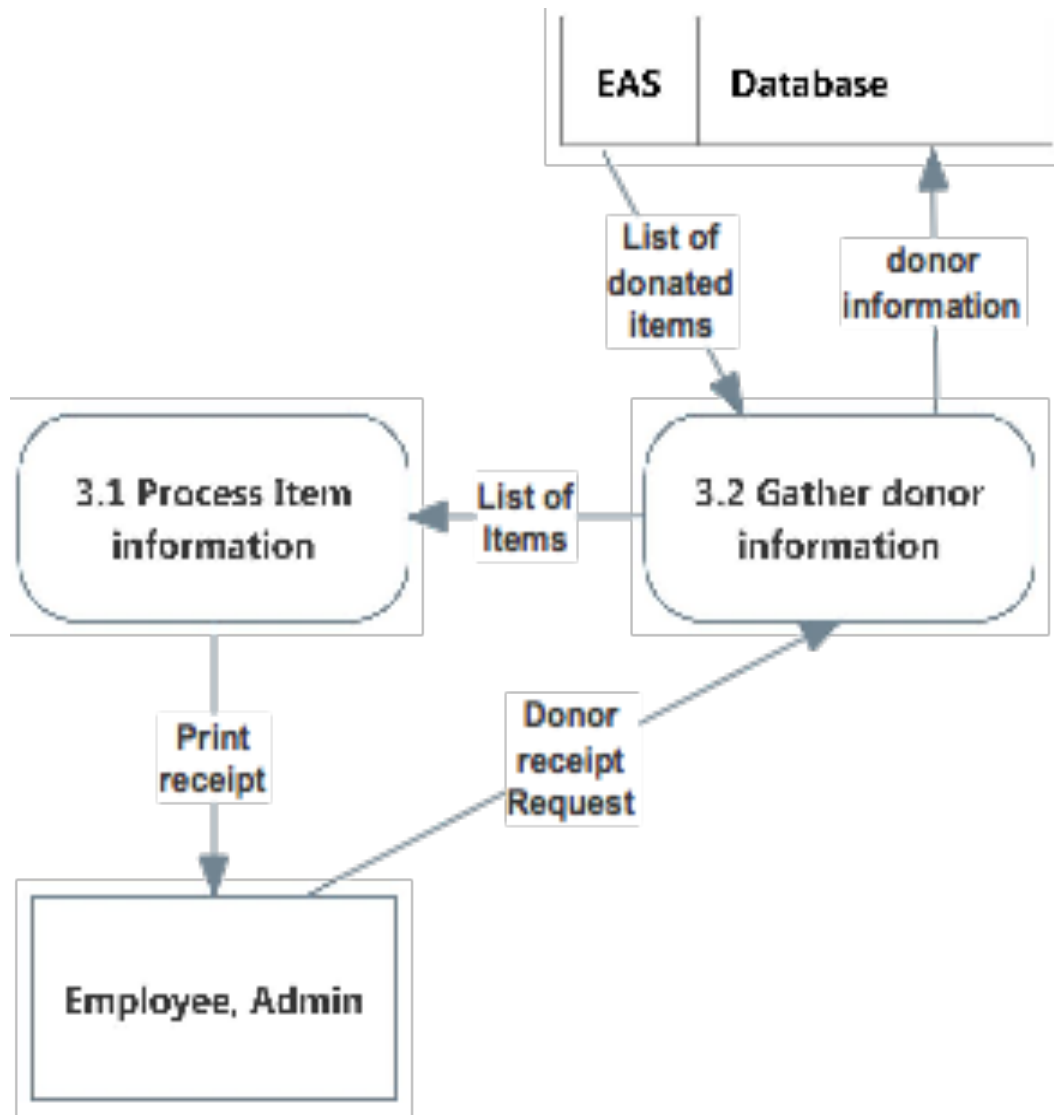 EAS Database
List of
donated
items
donor
information
3.1 Process Item
information
List of
Items
3.2 Gather donor
information
Print
receipt
Donor
receipt
Request
Employee, Admin